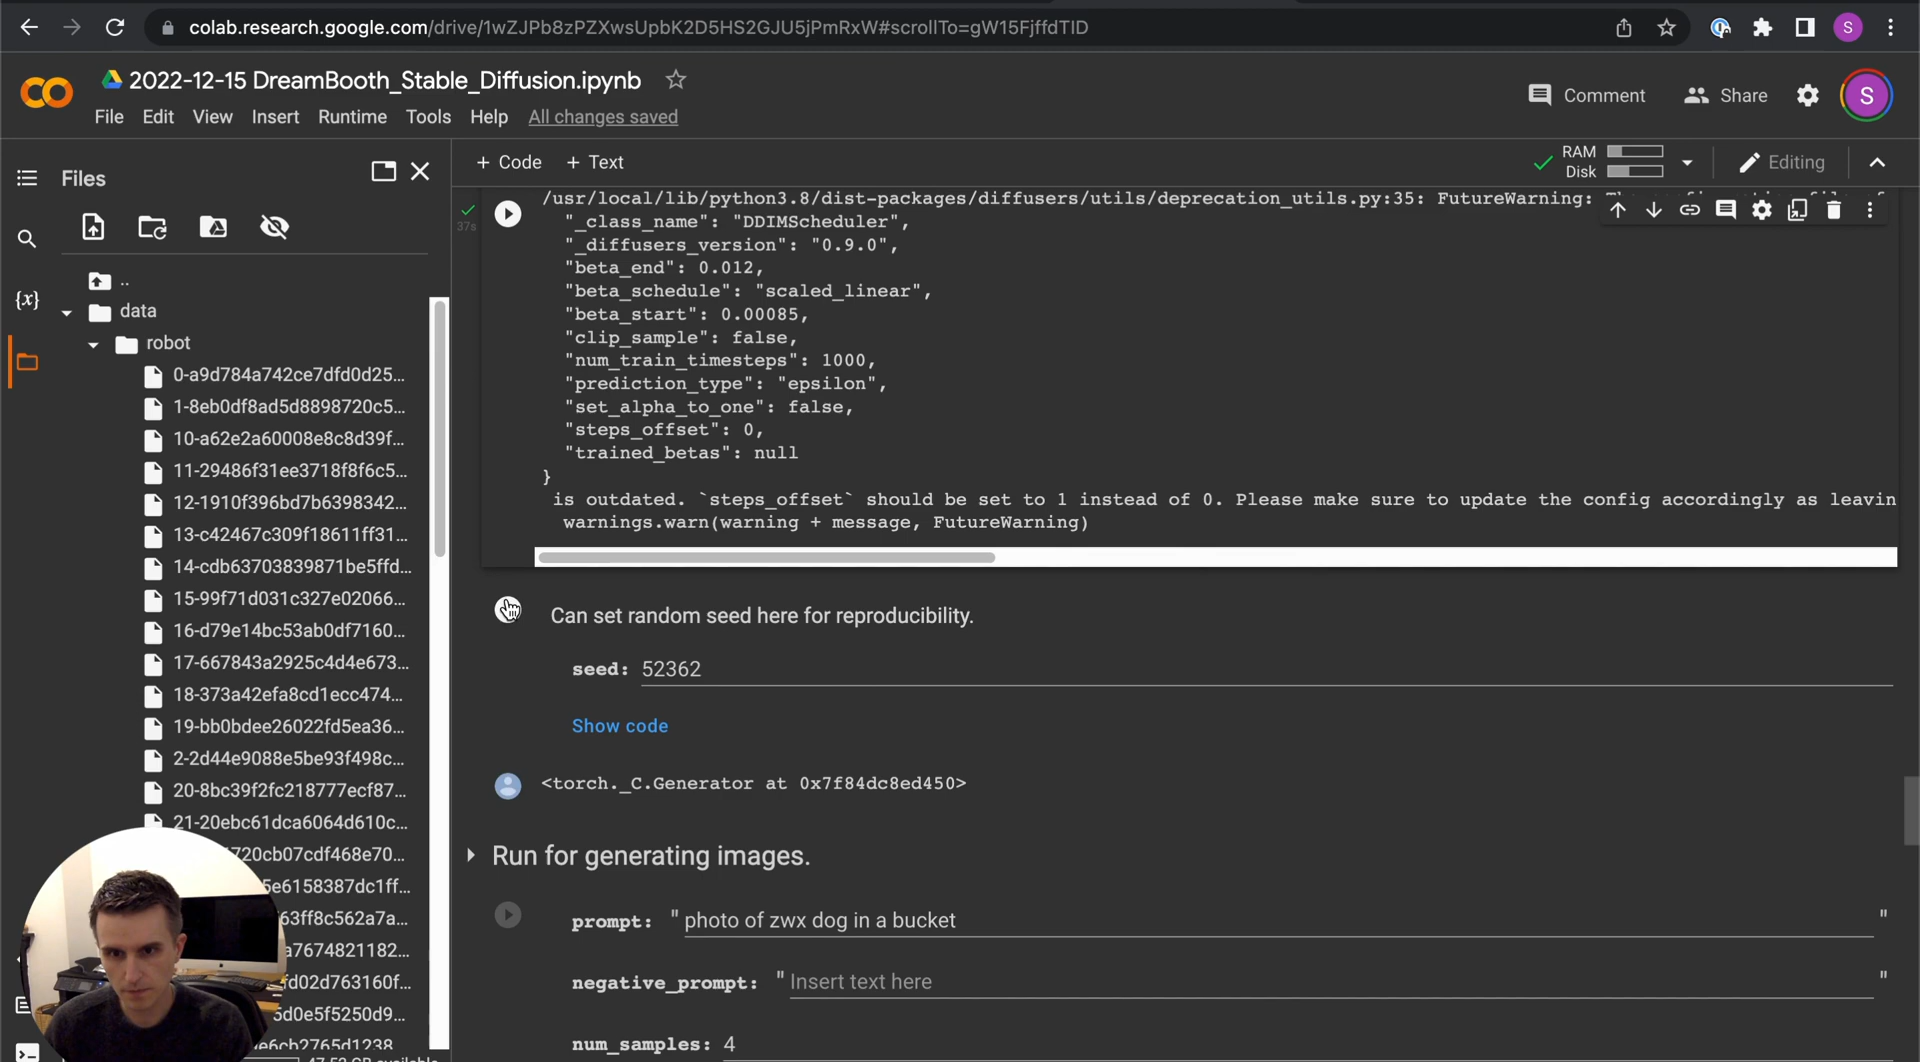 colab.research.google.com/drive/1wZJPb8zPZXwsUpbK2D5HS2GJU5jPmRxW#scrollTo=gW15FjffdTID
S
2022-12-15 DreamBooth_Stable_Diffusion.ipynb
File Edit View Insert Runtime Tools Help All changes saved
Comment Share S
Files
+ Code + Text
RAM
Disk
Editing
..
data
robot
0-a9d784a742ce7dfd0d25...
1-8eb0df8ad5d8898720c5...
10-a62e2a60008e8c8d39f...
11-29486f31ee3718f8f6c5...
12-1910f396bd7b6398342...
13-c42467c309f18611ff31...
14-cdb63703839871be5ffd...
15-99f71d031c327e02066...
16-d79e14bc53ab0df7160...
17-667843a2925c4d4e673...
18-373a42efa8cd1ecc474...
19-bb0bdee26022fd5ea36...
2-2d44e9088e5be93f498c...
20-8bc39f2fc218777ecf87...
21-20ebc61dca6064d610c...
720cb07cdf468e70...
5e6158387dc1ff...
63ff8c562a7a...
a7674821182...
fd02d763160f...
5d0e5f5250d9...
37s
/usr/local/lib/python3.8/dist-packages/diffusers/utils/deprecation_utils.py:35: FutureWarning:
"_class_name": "DDIMScheduler",
"_diffusers_version": "0.9.0",
"beta_end": 0.012,
"beta_schedule": "scaled_linear",
"beta_start": 0.00085,
"clip_sample": false,
"num_train_timesteps": 1000,
"prediction_type": "epsilon",
"set_alpha_to_one": false,
"steps_offset": 0,
"trained_betas": null
}
is outdated. `steps_offset` should be set to 1 instead of 0. Please make sure to update the config accordingly as leavin
warnings.warn(warning + message, FutureWarning)
Can set random seed here for reproducibility.
seed: 52362
Show code
<torch._C.Generator at 0x7f84dc8ed450>
Run for generating images.
prompt: " photo of zwx dog in a bucket "
negative_prompt: " Insert text here "
num_samples: 4